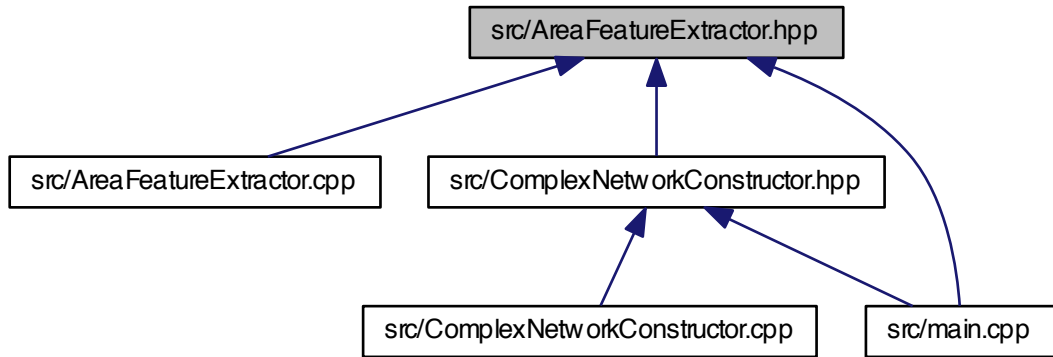 src/AreaFeatureExtractor.hpp
src/AreaFeatureExtractor.cpp
src/ComplexNetworkConstructor.hpp
src/ComplexNetworkConstructor.cpp
src/main.cpp